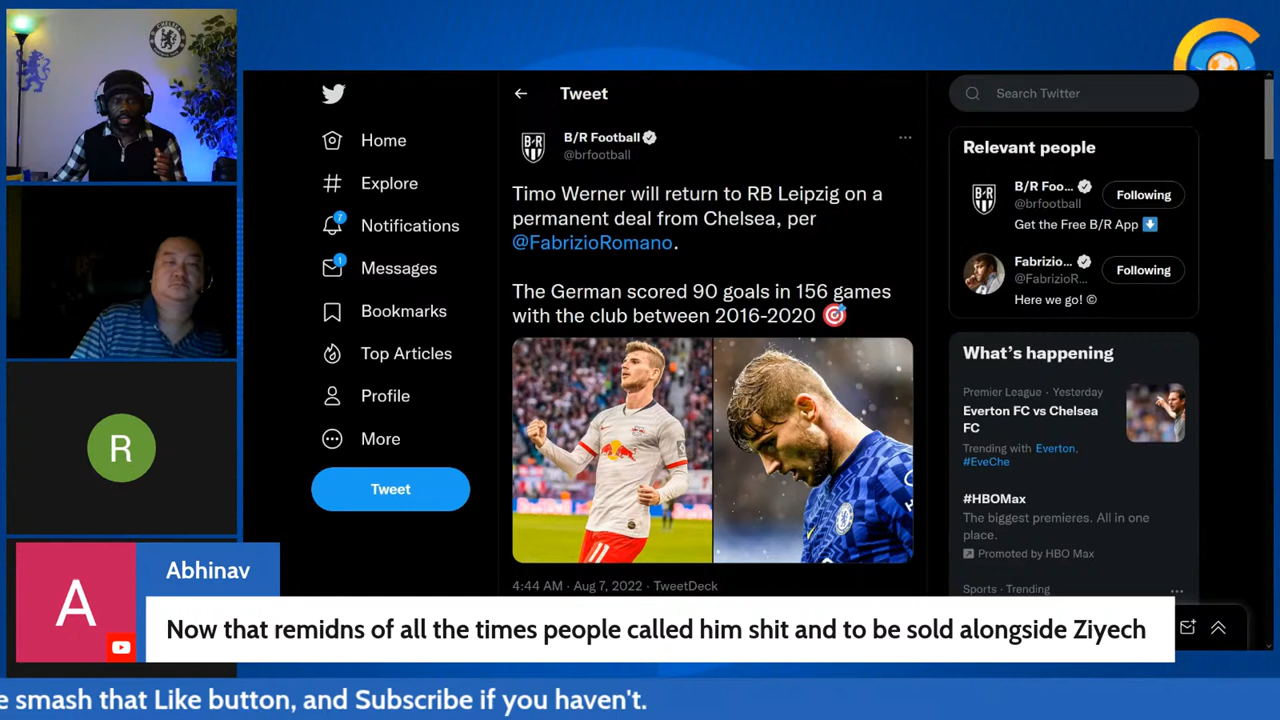 CHELSEA
Home
Explore
7
Notifications
1
Messages
Bookmarks
Top Articles
Profile
More
Tweet
Tweet
B/R Football
@brfootball
Timo Werner will return to RB Leipzig on a
permanent deal from Chelsea, per
@FabrizioRomano.
The German scored 90 goals in 156 games
with the club between 2016-2020
4:44 AM · Aug 7, 2022 · TweetDeck
Search Twitter
Relevant people
B/R Foo...
@brfootball
Following
Get the Free B/R App
Fabrizio...
@FabrizioR...
Following
Here we go! ©
What's happening
Premier League · Yesterday
Everton FC vs Chelsea
FC
Trending with Everton,
#EveChe
#HBOMax
The biggest premieres. All in one
place.
Promoted by HBO Max
Sports · Trending
R
A
Abhinav
Now that remidns of all the times people called him shit and to be sold alongside Ziyech
e smash that Like button, and Subscribe if you haven't.